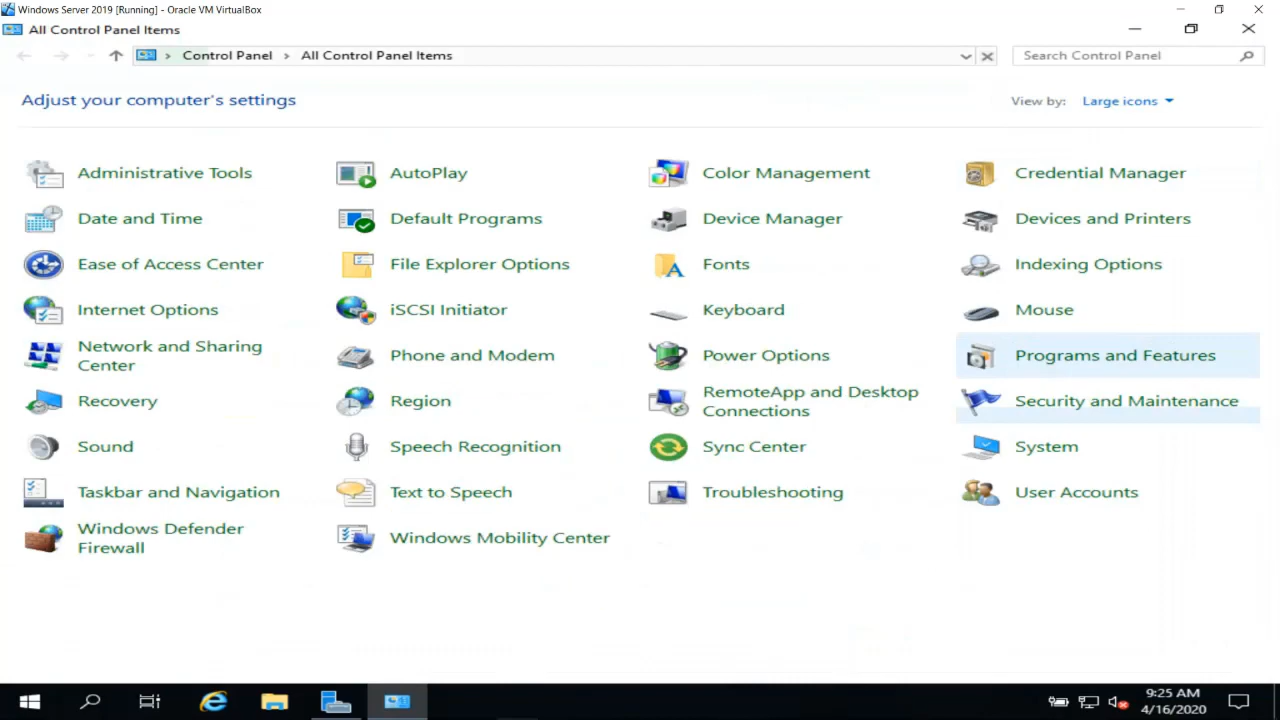 Windows Server 2019 [Running] - Oracle VM VirtualBox
All Control Panel Items
Control Panel > All Control Panel Items
Search Control Panel
Adjust your computer's settings
View by: Large icons
Administrative Tools
AutoPlay
Color Management
Credential Manager
Date and Time
Default Programs
Device Manager
Devices and Printers
Ease of Access Center
File Explorer Options
Fonts
Indexing Options
Internet Options
iSCSI Initiator
Keyboard
Mouse
Network and Sharing
Center
Phone and Modem
Power Options
Programs and Features
Recovery
Region
RemoteApp and Desktop
Connections
Security and Maintenance
Sound
Speech Recognition
Sync Center
System
Taskbar and Navigation
Text to Speech
Troubleshooting
User Accounts
Windows Defender
Firewall
Windows Mobility Center
9:25 AM
4/16/2020